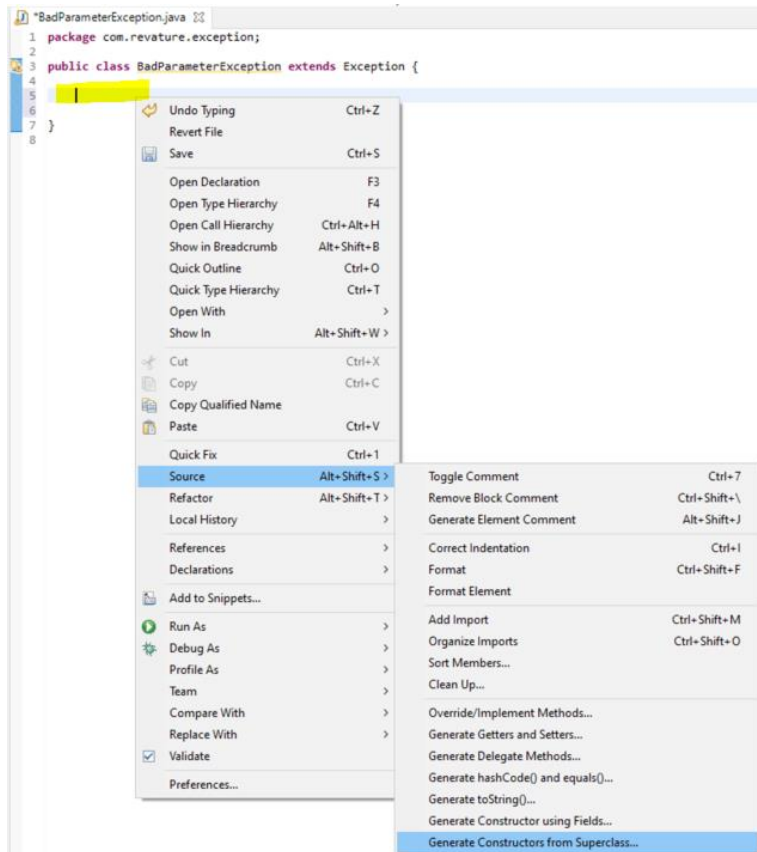 *BadParameterException.java
1 package com.revature.exception;
2
3 public class BadParameterException extends Exception {
4
5
6
7 }
8
Undo Typing Ctrl+Z
Revert File
Save Ctrl+S
Open Declaration F3
Open Type Hierarchy F4
Open Call Hierarchy Ctrl+Alt+H
Show in Breadcrumb Alt+Shift+B
Quick Outline Ctrl+O
Quick Type Hierarchy Ctrl+T
Open With >
Show In Alt+Shift+W >
Cut Ctrl+X
Copy Ctrl+C
Copy Qualified Name
Paste Ctrl+V
Quick Fix Ctrl+1
Source Alt+Shift+S >
Refactor Alt+Shift+T >
Local History >
References >
Declarations >
Add to Snippets...
Run As >
Debug As >
Profile As >
Team >
Compare With >
Replace With >
Validate
Preferences...
Toggle Comment Ctrl+7
Remove Block Comment Ctrl+Shift+\
Generate Element Comment Alt+Shift+J
Correct Indentation Ctrl+I
Format Ctrl+Shift+F
Format Element
Add Import Ctrl+Shift+M
Organize Imports Ctrl+Shift+O
Sort Members...
Clean Up...
Override/Implement Methods...
Generate Getters and Setters...
Generate Delegate Methods...
Generate hashCode() and equals()...
Generate toString()...
Generate Constructor using Fields...
Generate Constructors from Superclass...